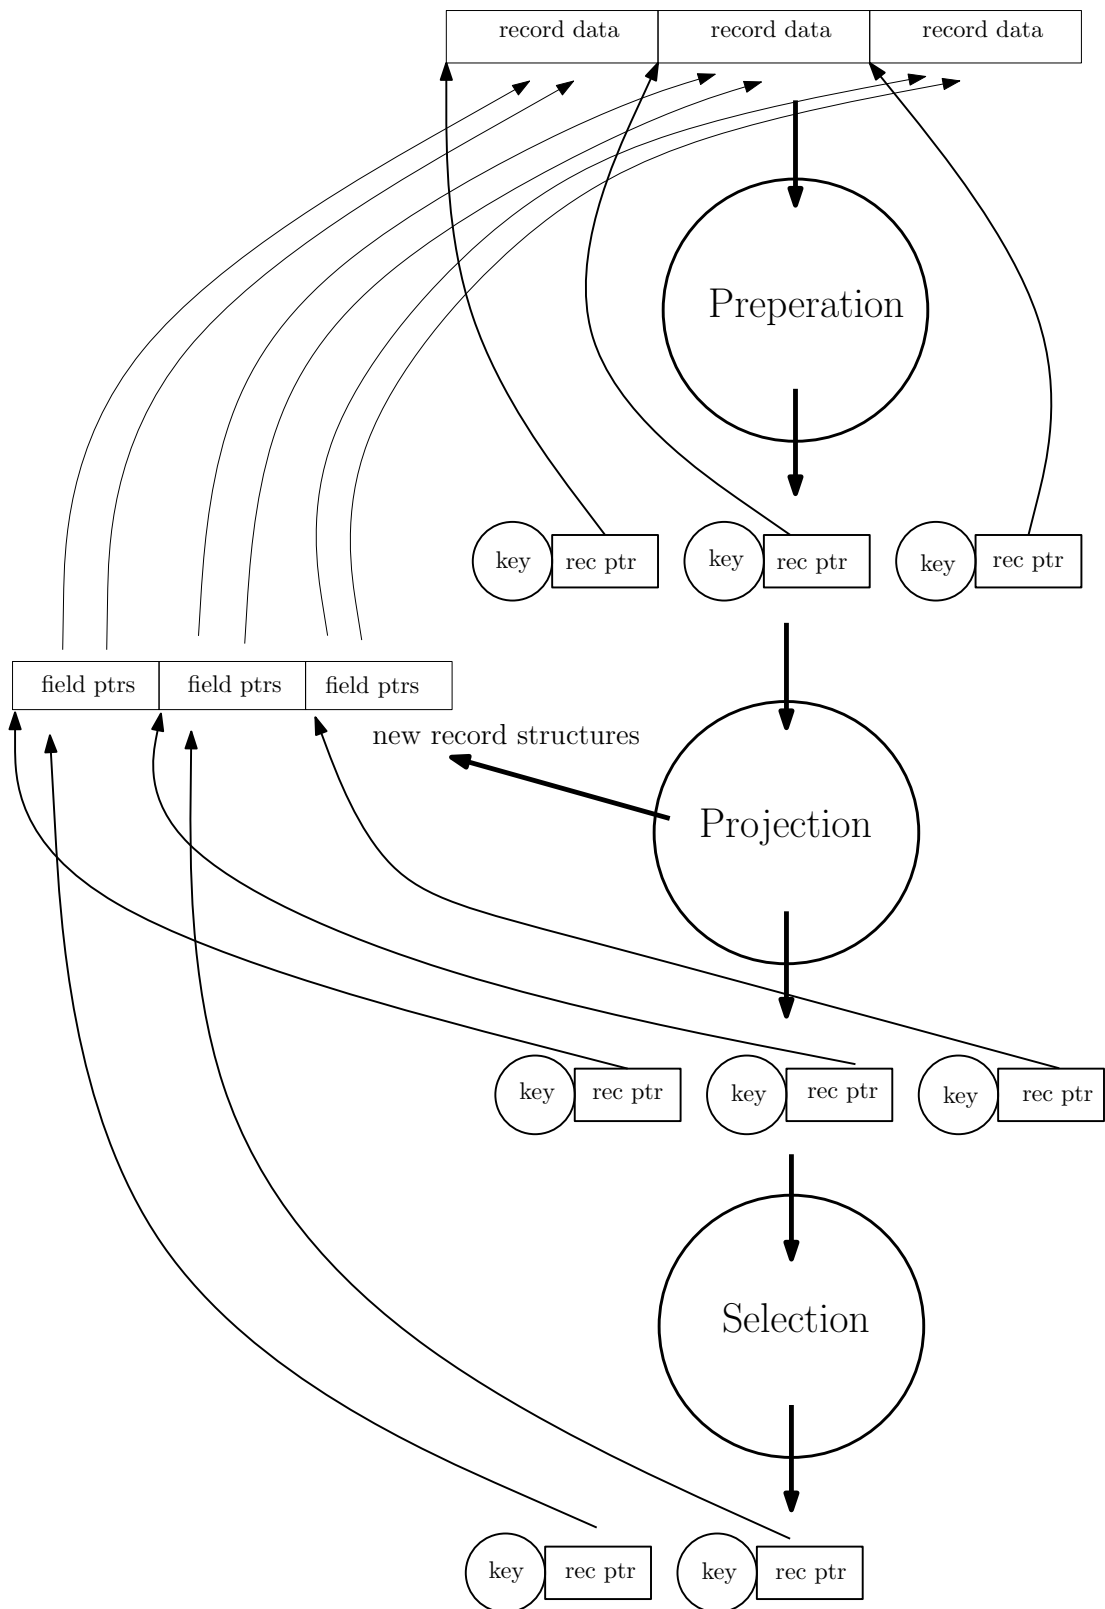 record data record data record data
Preperation
key rec ptr key rec ptr key rec ptr
field ptrs field ptrs field ptrs
new record structures
Projection
key rec ptr key rec ptr key rec ptr
Selection
key rec ptr key rec ptr